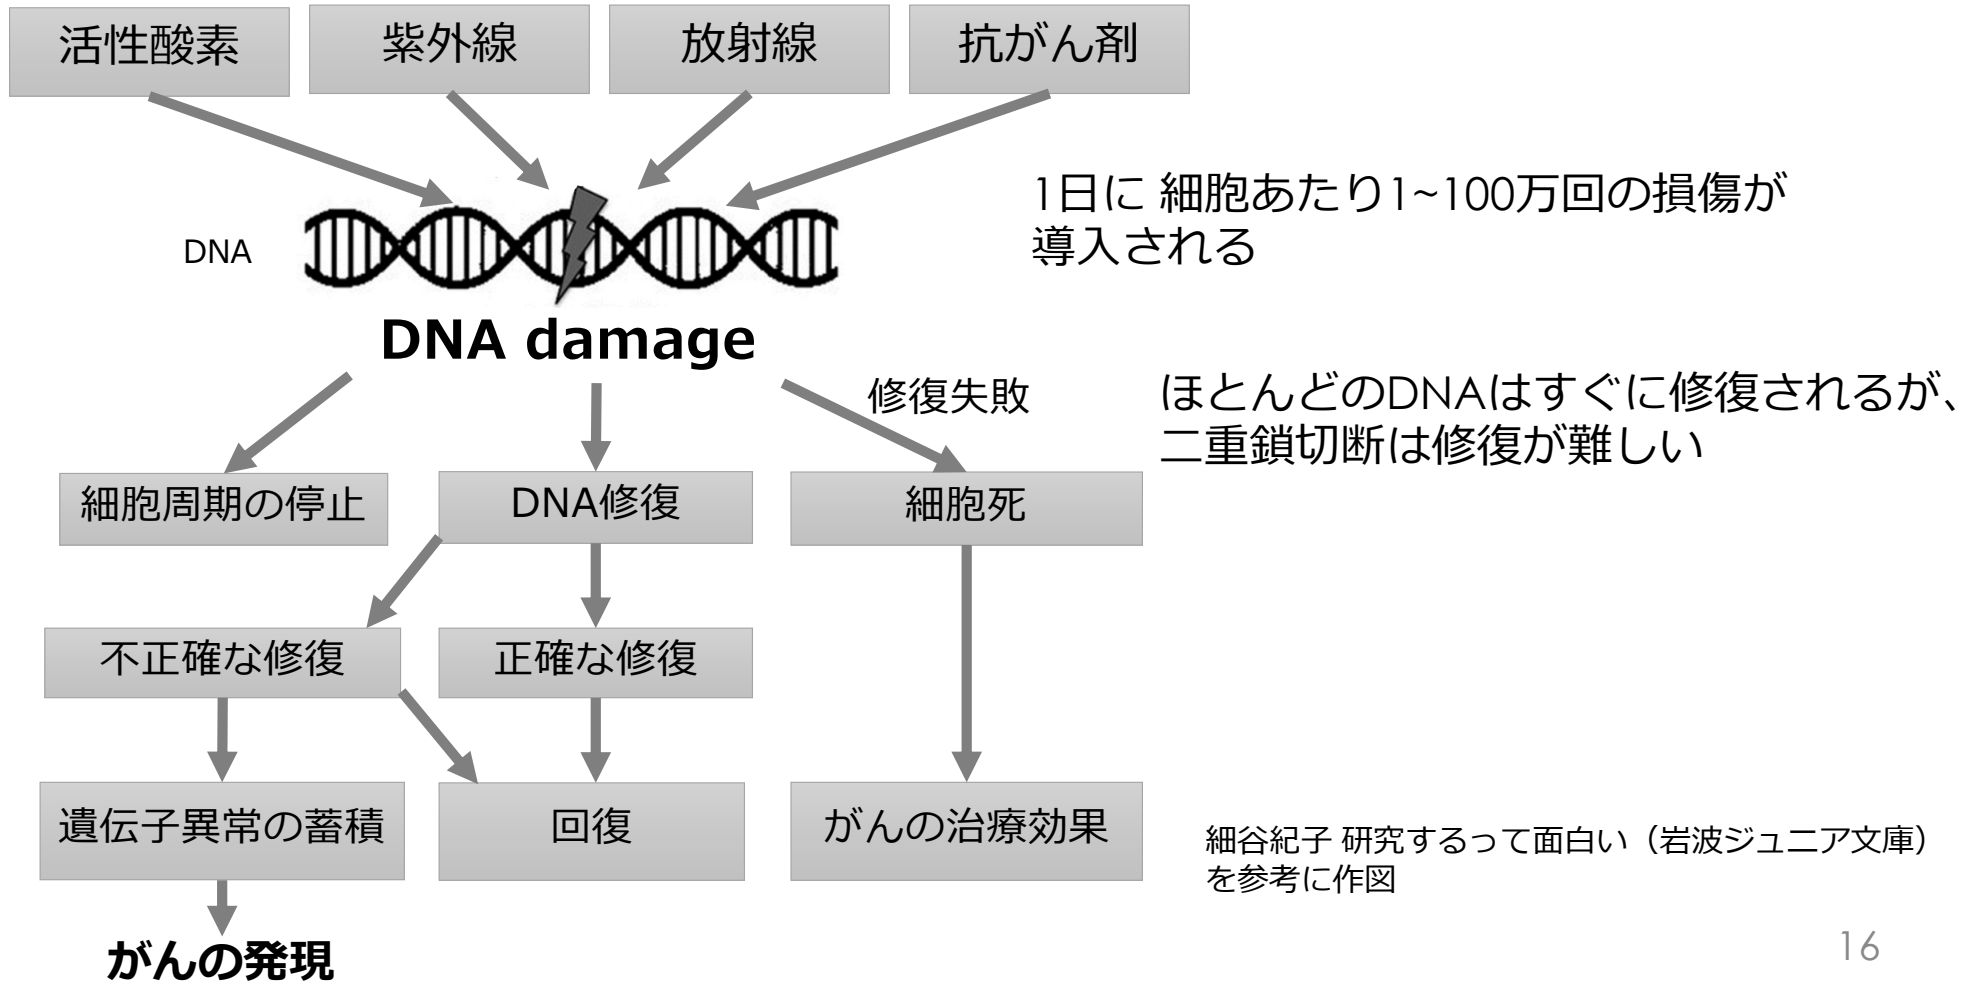 活性酸素
紫外線
放射線
抗がん剤
1日に 細胞あたり1~100万回の損傷が
導入される
DNA
DNA damage
修復失敗
ほとんどのDNAはすぐに修復されるが、
二重鎖切断は修復が難しい
細胞周期の停止
DNA修復
細胞死
不正確な修復
正確な修復
遺伝子異常の蓄積
回復
がんの治療効果
細谷紀子 研究するって面白い（岩波ジュニア文庫）
を参考に作図
がんの発現
16